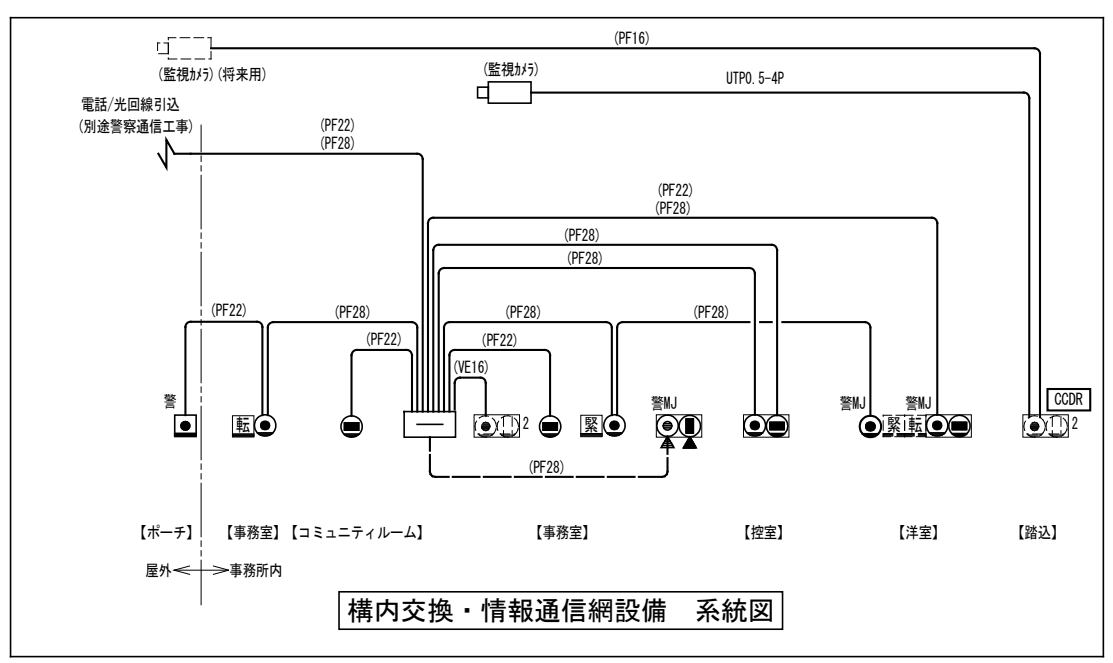 (PF16)
(監視ｶﾒﾗ)(将来用)
(監視ｶﾒﾗ)
UTP0.5-4P
電話/光回線引込
(別途警察通信工事)
(PF22)
(PF28)
(PF22)
(PF28)
(PF28)
(PF28)
(PF22)
(PF28)
(PF28)
(PF28)
(PF22)
(PF22)
(VE16)
警
警MJ
警MJ
警MJ
CCDR
転
2
緊
緊
転
2
(PF28)
【ポーチ】
【事務室】
【コミュニティルーム】
【事務室】
【控室】
【洋室】
【踏込】
屋外
事務所内
構内交換・情報通信網設備　系統図